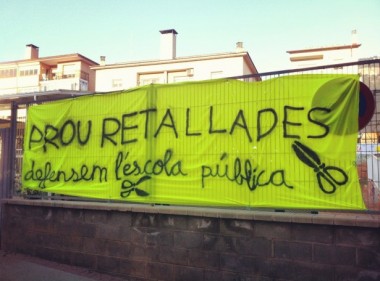 PROU RETALLADES
defensem l'escola pública